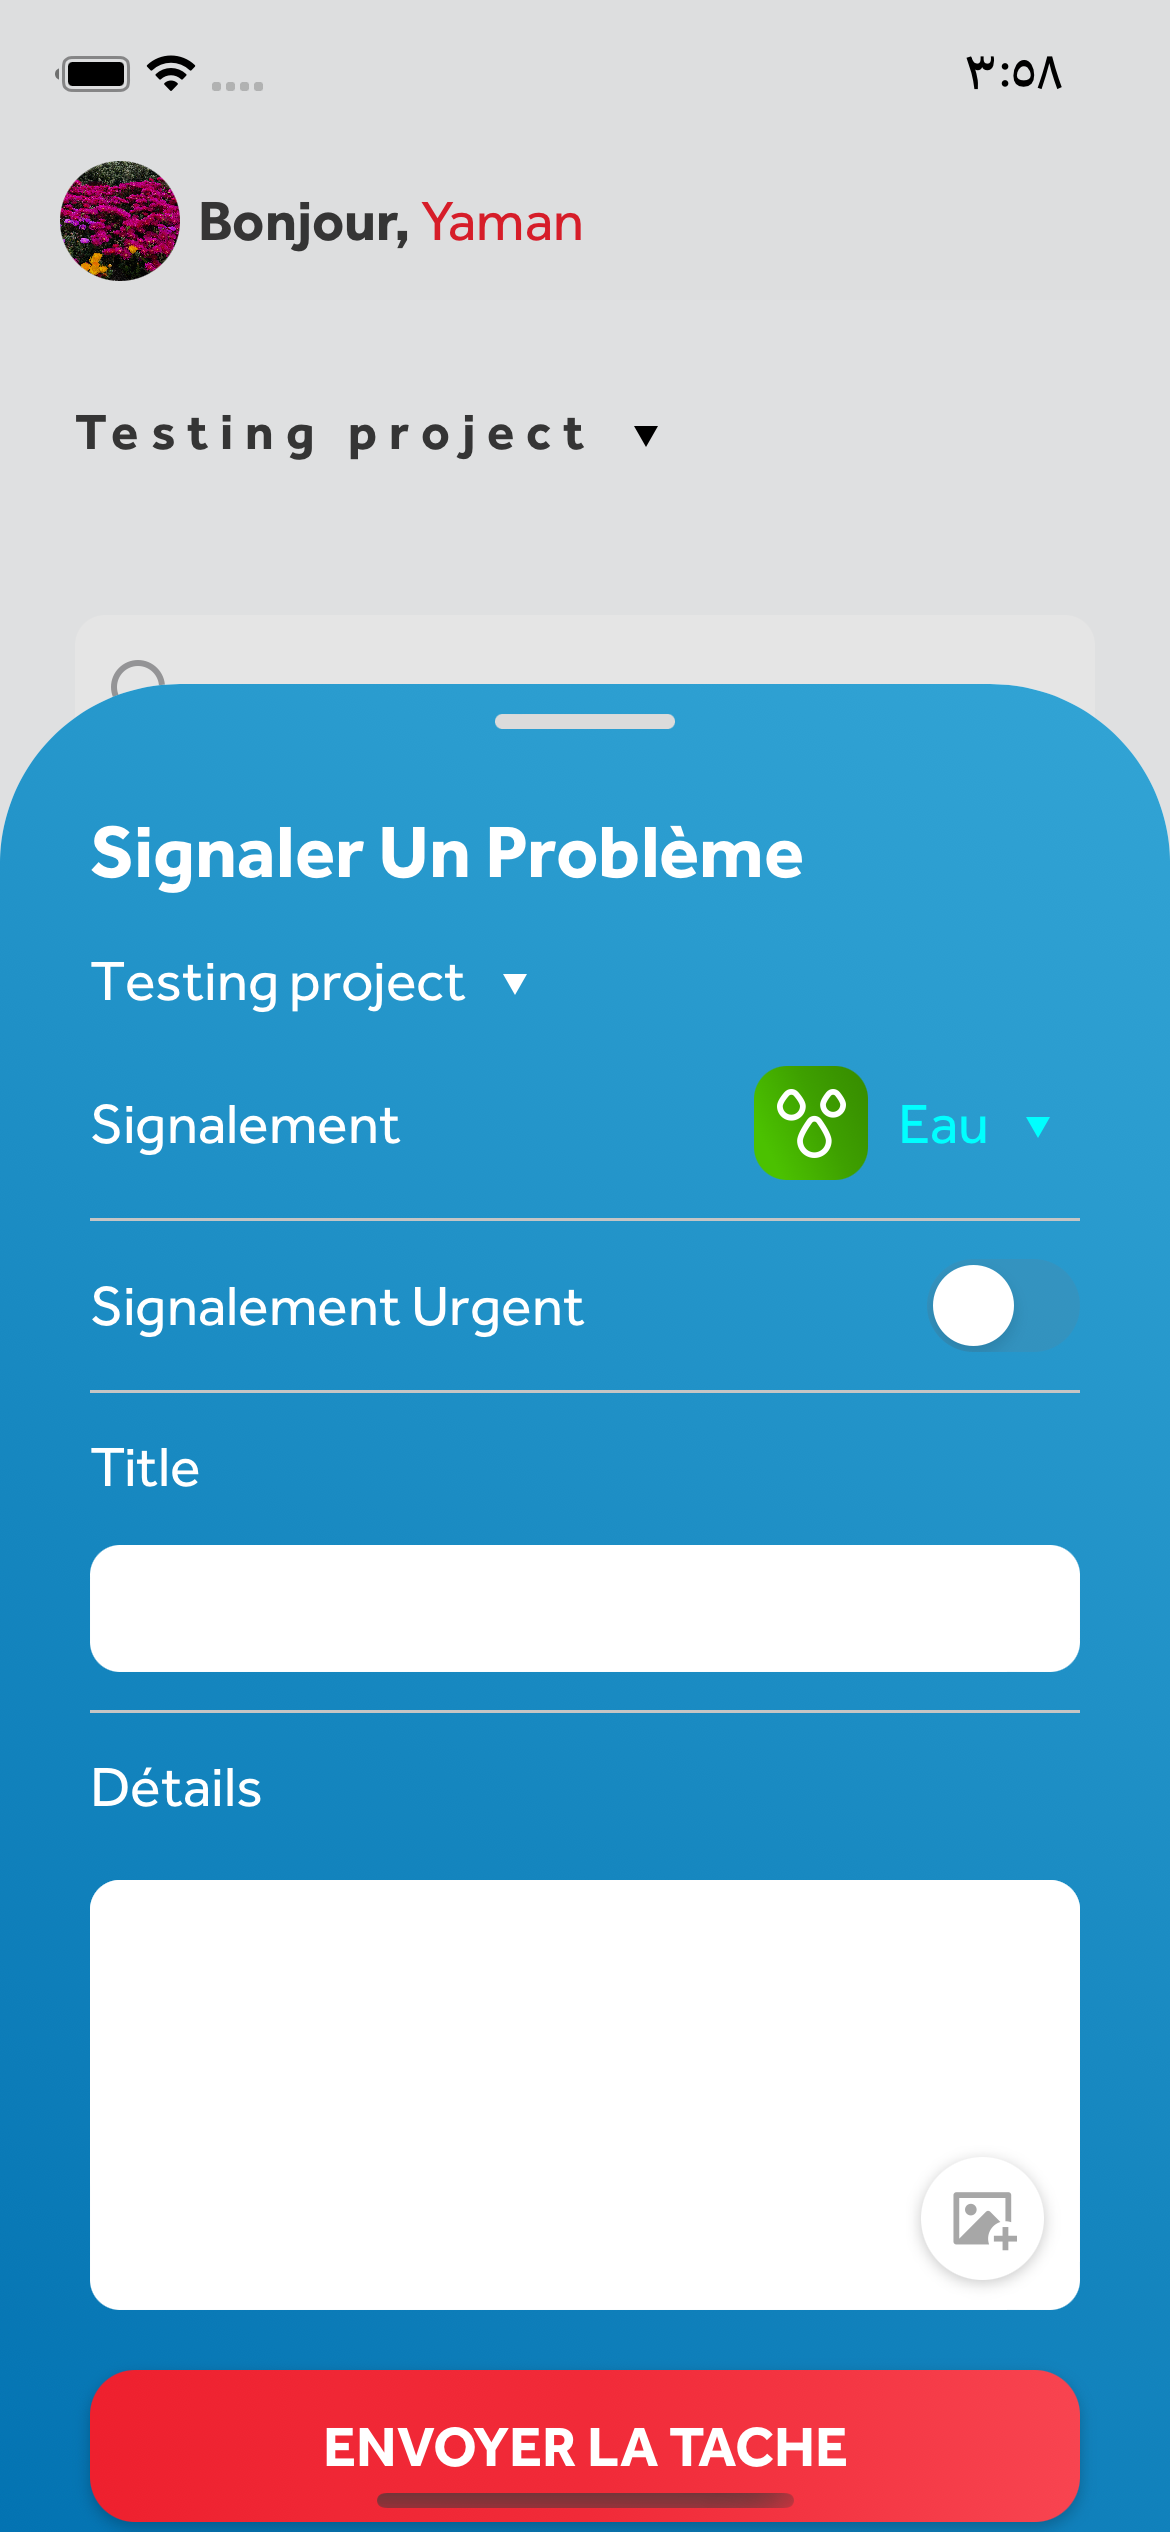 ٣:٥٨
Bonjour, Yaman
Testing project
Signaler Un Problème
Testing project
Signalement
Eau
Signalement Urgent
Title
Détails
ENVOYER LA TACHE